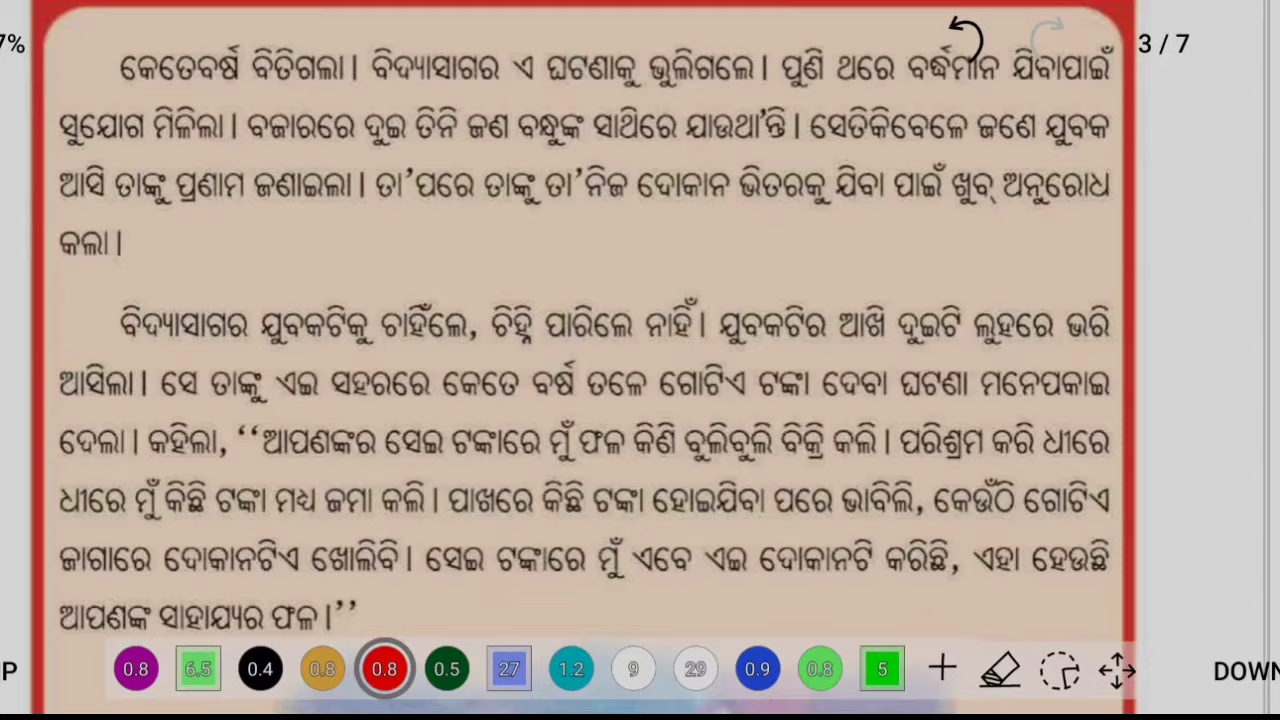 7%
3 / 7
କେତେବର୍ଷ ବିତିଗଲା। ବିଦ୍ୟାସାଗର ଏ ଘଟଣାକୁ ଭୁଲିଗଲେ। ପୁଣି ଥରେ ବର୍ଦ୍ଧମାନ ଯିବାପାଇଁ
ସୁଯୋଗ ମିଳିଲା। ବଜାରରେ ଦୁଇ ତିନି ଜଣ ବନ୍ଧୁଙ୍କ ସାଥିରେ ଯାଉଥା'ନ୍ତି। ସେତିକିବେଳେ ଜଣେ ଯୁବକ
ଆସି ତାଙ୍କୁ ପ୍ରଣାମ ଜଣାଇଲା। ତା'ପରେ ତାଙ୍କୁ ତା'ନିଜ ଦୋକାନ ଭିତରକୁ ଯିବା ପାଇଁ ଖୁବ୍ ଅନୁରୋଧ
କଲା।
ବିଦ୍ୟାସାଗର ଯୁବକଟିକୁ ଚାହିଁଲେ, ଚିହ୍ନି ପାରିଲେ ନାହିଁ। ଯୁବକଟିର ଆଖି ଦୁଇଟି ଲୁହରେ ଭରି
ଆସିଲା। ସେ ତାଙ୍କୁ ଏଇ ସହରରେ କେତେ ବର୍ଷ ତଳେ ଗୋଟିଏ ଟଙ୍କା ଦେବା ଘଟଣା ମନେପକାଇ
ଦେଲା। କହିଲା, ‘‘ଆପଣଙ୍କର ସେଇ ଟଙ୍କାରେ ମୁଁ ଫଳ କିଣି ବୁଲିବୁଲି ବିକ୍ରି କଲି। ପରିଶ୍ରମ କରି ଧୀରେ
ଧୀରେ ମୁଁ କିଛି ଟଙ୍କା ମଧ୍ୟ ଜମା କଲି। ପାଖରେ କିଛି ଟଙ୍କା ହୋଇଯିବା ପରେ ଭାବିଲି, କେଉଁଠି ଗୋଟିଏ
ଜାଗାରେ ଦୋକାନଟିଏ ଖୋଲିବି। ସେଇ ଟଙ୍କାରେ ମୁଁ ଏବେ ଏଇ ଦୋକାନଟି କରିଛି, ଏହା ହେଉଛି
ଆପଣଙ୍କ ସାହାଯ୍ୟର ଫଳ।’’
P 0.8 6.5 0.4 0.8 0.8 0.5 27 1.2 9 29 0.9 0.8 5 DOWN